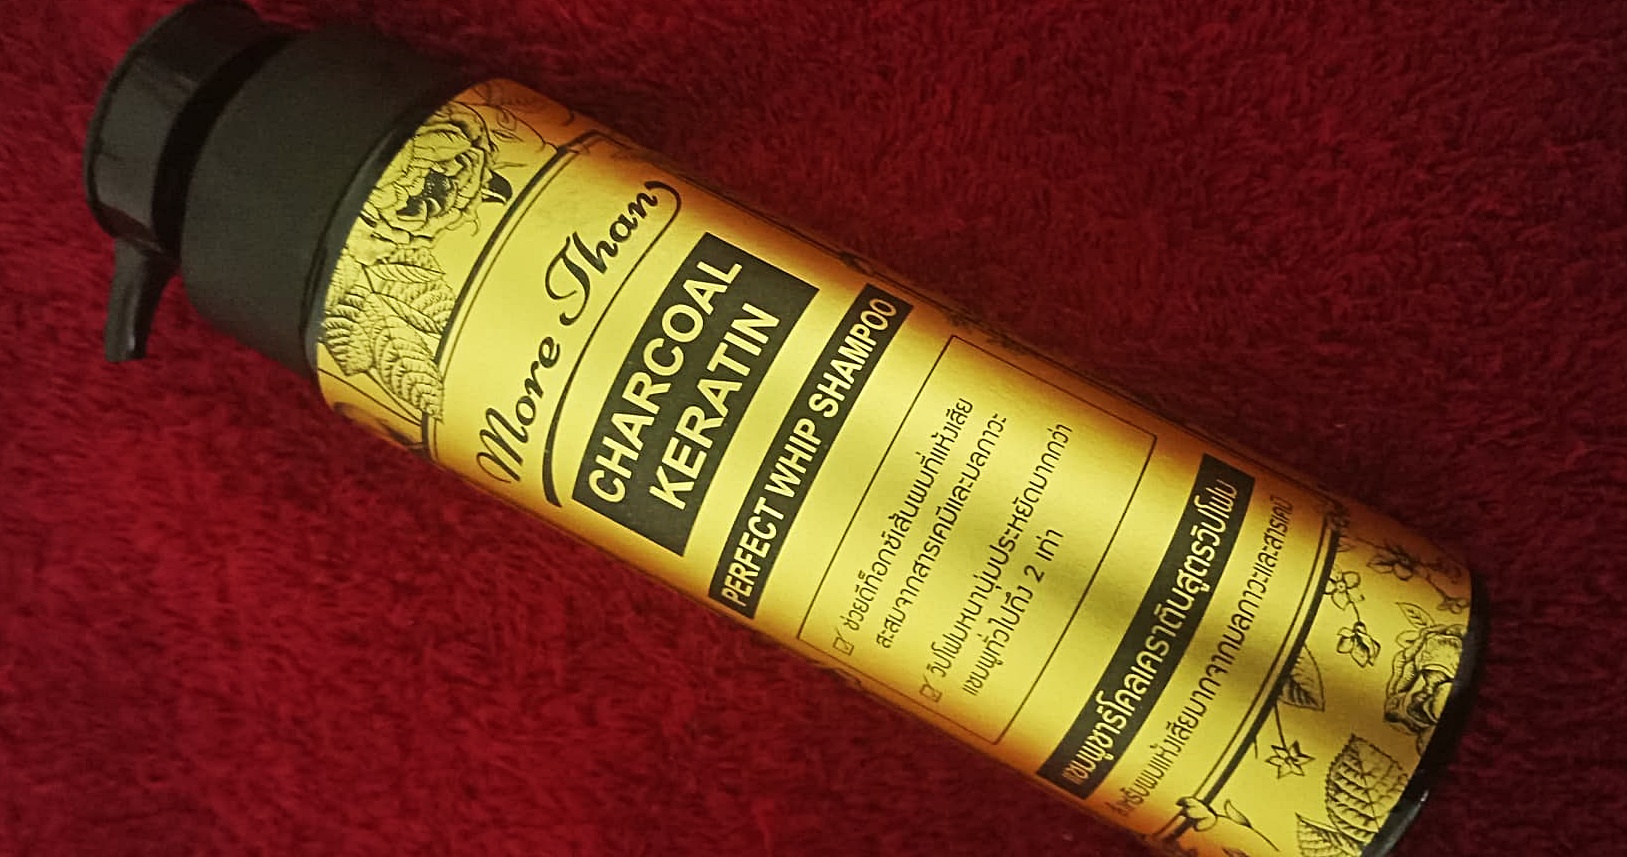 More Than
CHARCOAL
KERATIN
PERFECT WHIP SHAMPOO
ช่วยดีท็อกซ์เส้นผมที่แห้งเสีย
สะสมจากสารเคมีและมลภาวะ
วิปโฟมหนานุ่มประหยัดมากกว่า
แชมพูทั่วไปถึง 2 เท่า
แชมพูชาร์โคลเคราตินสูตรวิปโฟม
สำหรับผมแห้งเสียมากจากมลภาวะและสารเคมี